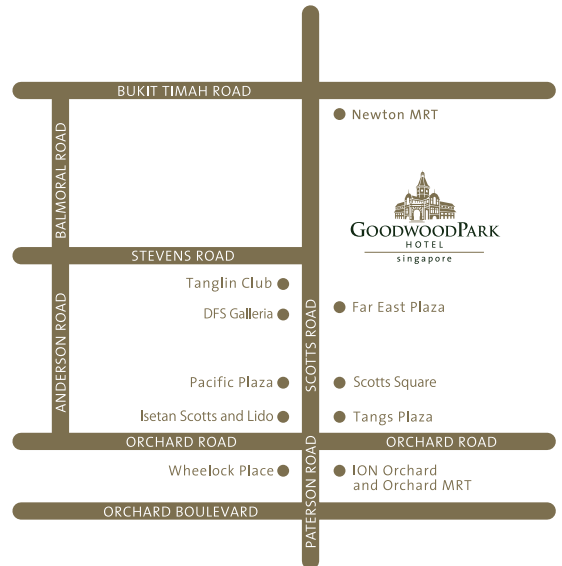 BUKIT TIMAH ROAD
Newton MRT
BALMORAL ROAD
GOODWOODPARK
HOTEL
singapore
STEVENS ROAD
Tanglin Club
DFS Galleria
Far East Plaza
ANDERSON ROAD
SCOTTS ROAD
Pacific Plaza
Scotts Square
Isetan Scotts and Lido
Tangs Plaza
ORCHARD ROAD
ORCHARD ROAD
PATERSON ROAD
Wheelock Place
ION Orchard
and Orchard MRT
ORCHARD BOULEVARD